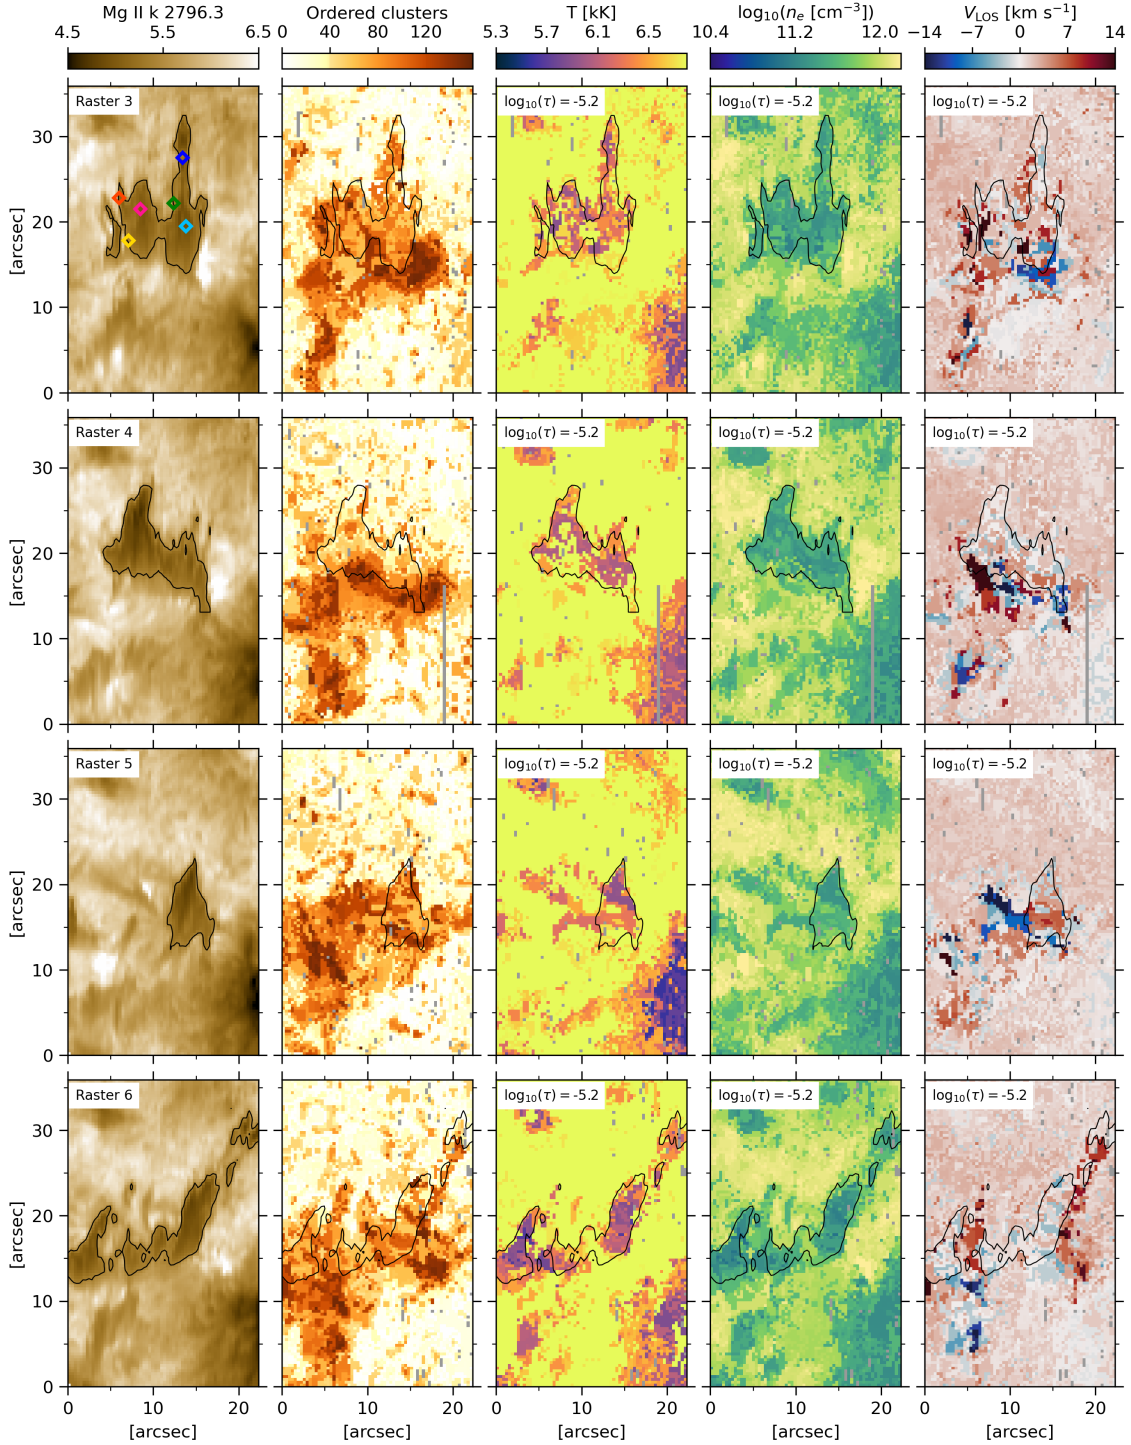 Mg II k 2796.3 Ordered clusters T [kK] log₁₀(nₑ [cm⁻³]) V_LOS [km s⁻¹]
4.5 5.5 6.5 0 40 80 120 5.3 5.7 6.1 6.5 10.4 11.2 12.0 −14 −7 0 7 14
Raster 3 log₁₀(τ) = -5.2 log₁₀(τ) = -5.2 log₁₀(τ) = -5.2
30
20
10
0
[arcsec]
Raster 4 log₁₀(τ) = -5.2 log₁₀(τ) = -5.2 log₁₀(τ) = -5.2
30
20
10
0
[arcsec]
Raster 5 log₁₀(τ) = -5.2 log₁₀(τ) = -5.2 log₁₀(τ) = -5.2
30
20
10
0
[arcsec]
Raster 6 log₁₀(τ) = -5.2 log₁₀(τ) = -5.2 log₁₀(τ) = -5.2
30
20
10
0
[arcsec]
0 10 20 0 10 20 0 10 20 0 10 20 0 10 20
[arcsec] [arcsec] [arcsec] [arcsec] [arcsec]